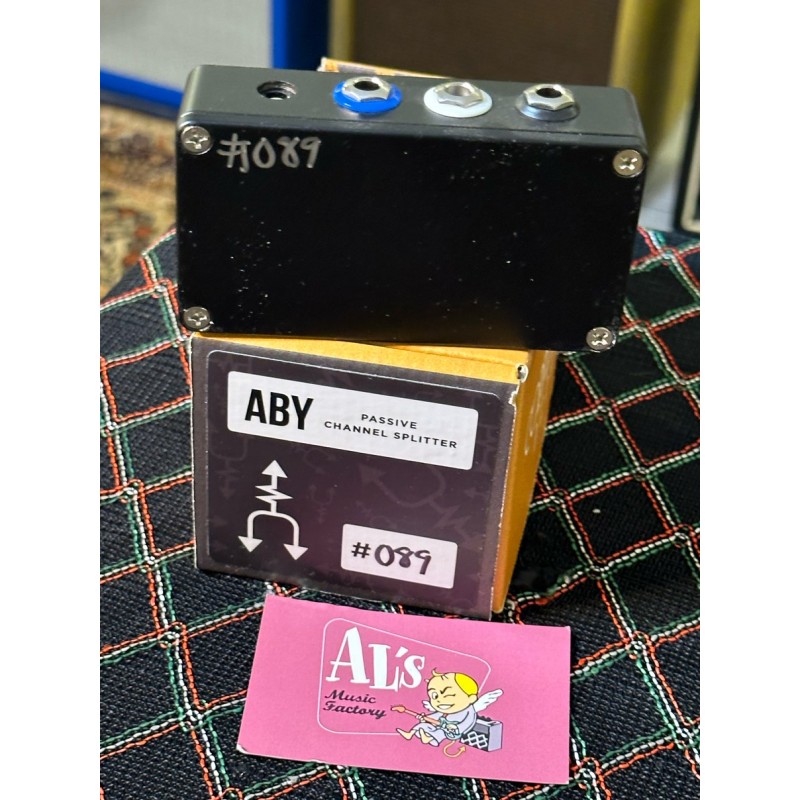 #089
ABY
PASSIVE
CHANNEL SPLITTER
#089
AL's
Music
Factory